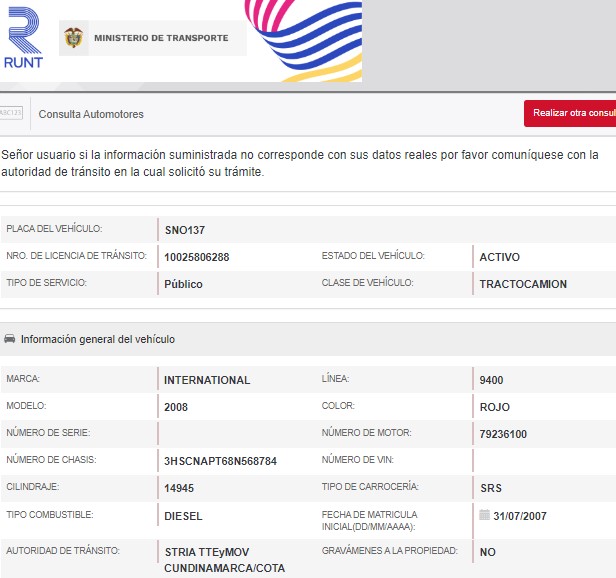 RUNT
MINISTERIO DE TRANSPORTE
ABC123
Consulta Automotores
Realizar otra
Señor usuario si la información suministrada no corresponde con sus datos reales por favor comuníquese con la
autoridad de tránsito en la cual solicitó su trámite.
PLACA DEL VEHÍCULO: SNO137
NRO. DE LICENCIA DE TRÁNSITO: 10025806288 ESTADO DEL VEHÍCULO: ACTIVO
TIPO DE SERVICIO: Público CLASE DE VEHÍCULO: TRACTOCAMION
Información general del vehículo
MARCA: INTERNATIONAL LÍNEA: 9400
MODELO: 2008 COLOR: ROJO
NÚMERO DE SERIE: NÚMERO DE MOTOR: 79236100
NÚMERO DE CHASIS: 3HSCNAPT68N568784 NÚMERO DE VIN:
CILINDRAJE: 14945 TIPO DE CARROCERÍA: SRS
TIPO COMBUSTIBLE: DIESEL FECHA DE MATRICULA
INICIAL(DD/MM/AAAA): 31/07/2007
AUTORIDAD DE TRÁNSITO: STRIA TTEyMOV
CUNDINAMARCA/COTA GRAVÁMENES A LA PROPIEDAD: NO